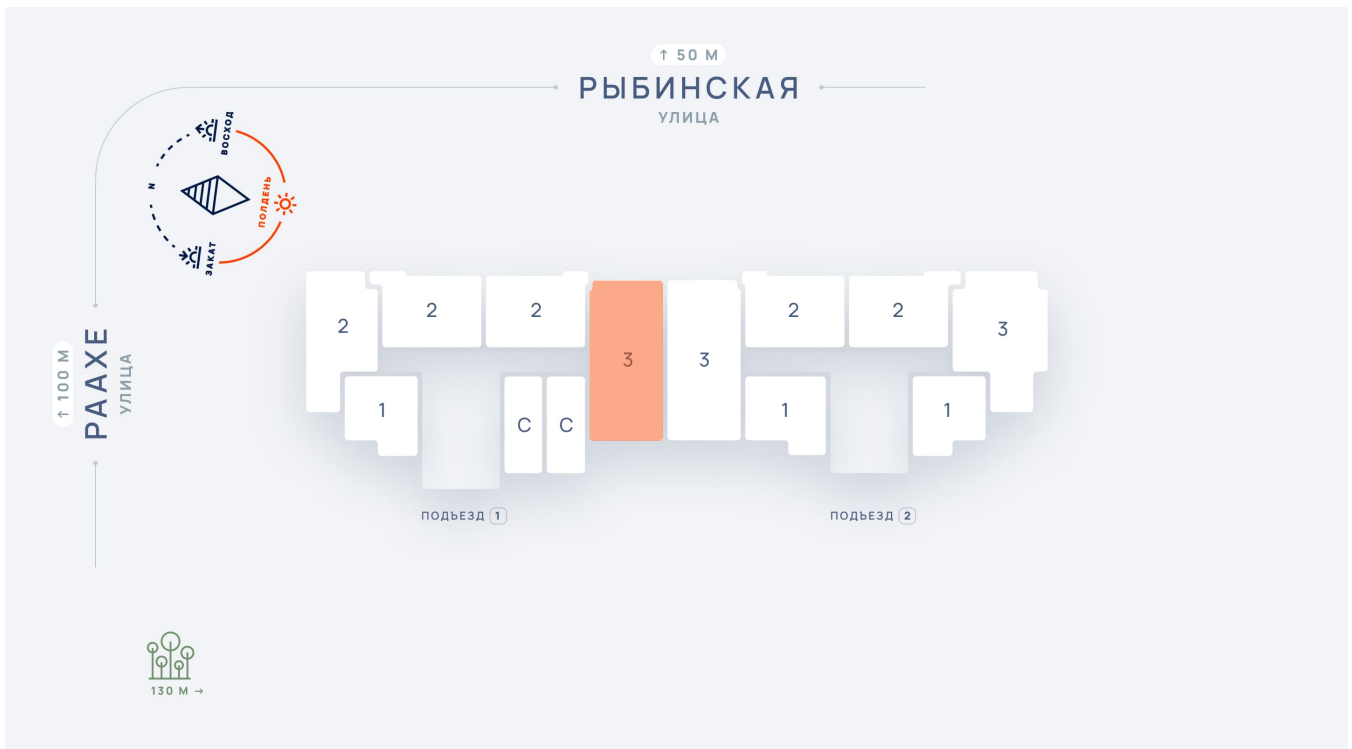 ↑ 50 М
РЫБИНСКАЯ
УЛИЦА
ВОСХОД
N
ПОЛДЕНЬ
ЗАКАТ
↑ 100 М
РААХЕ
УЛИЦА
2
2
2
3
3
2
2
3
1
С
С
1
1
ПОДЪЕЗД 1
ПОДЪЕЗД 2
130 М →